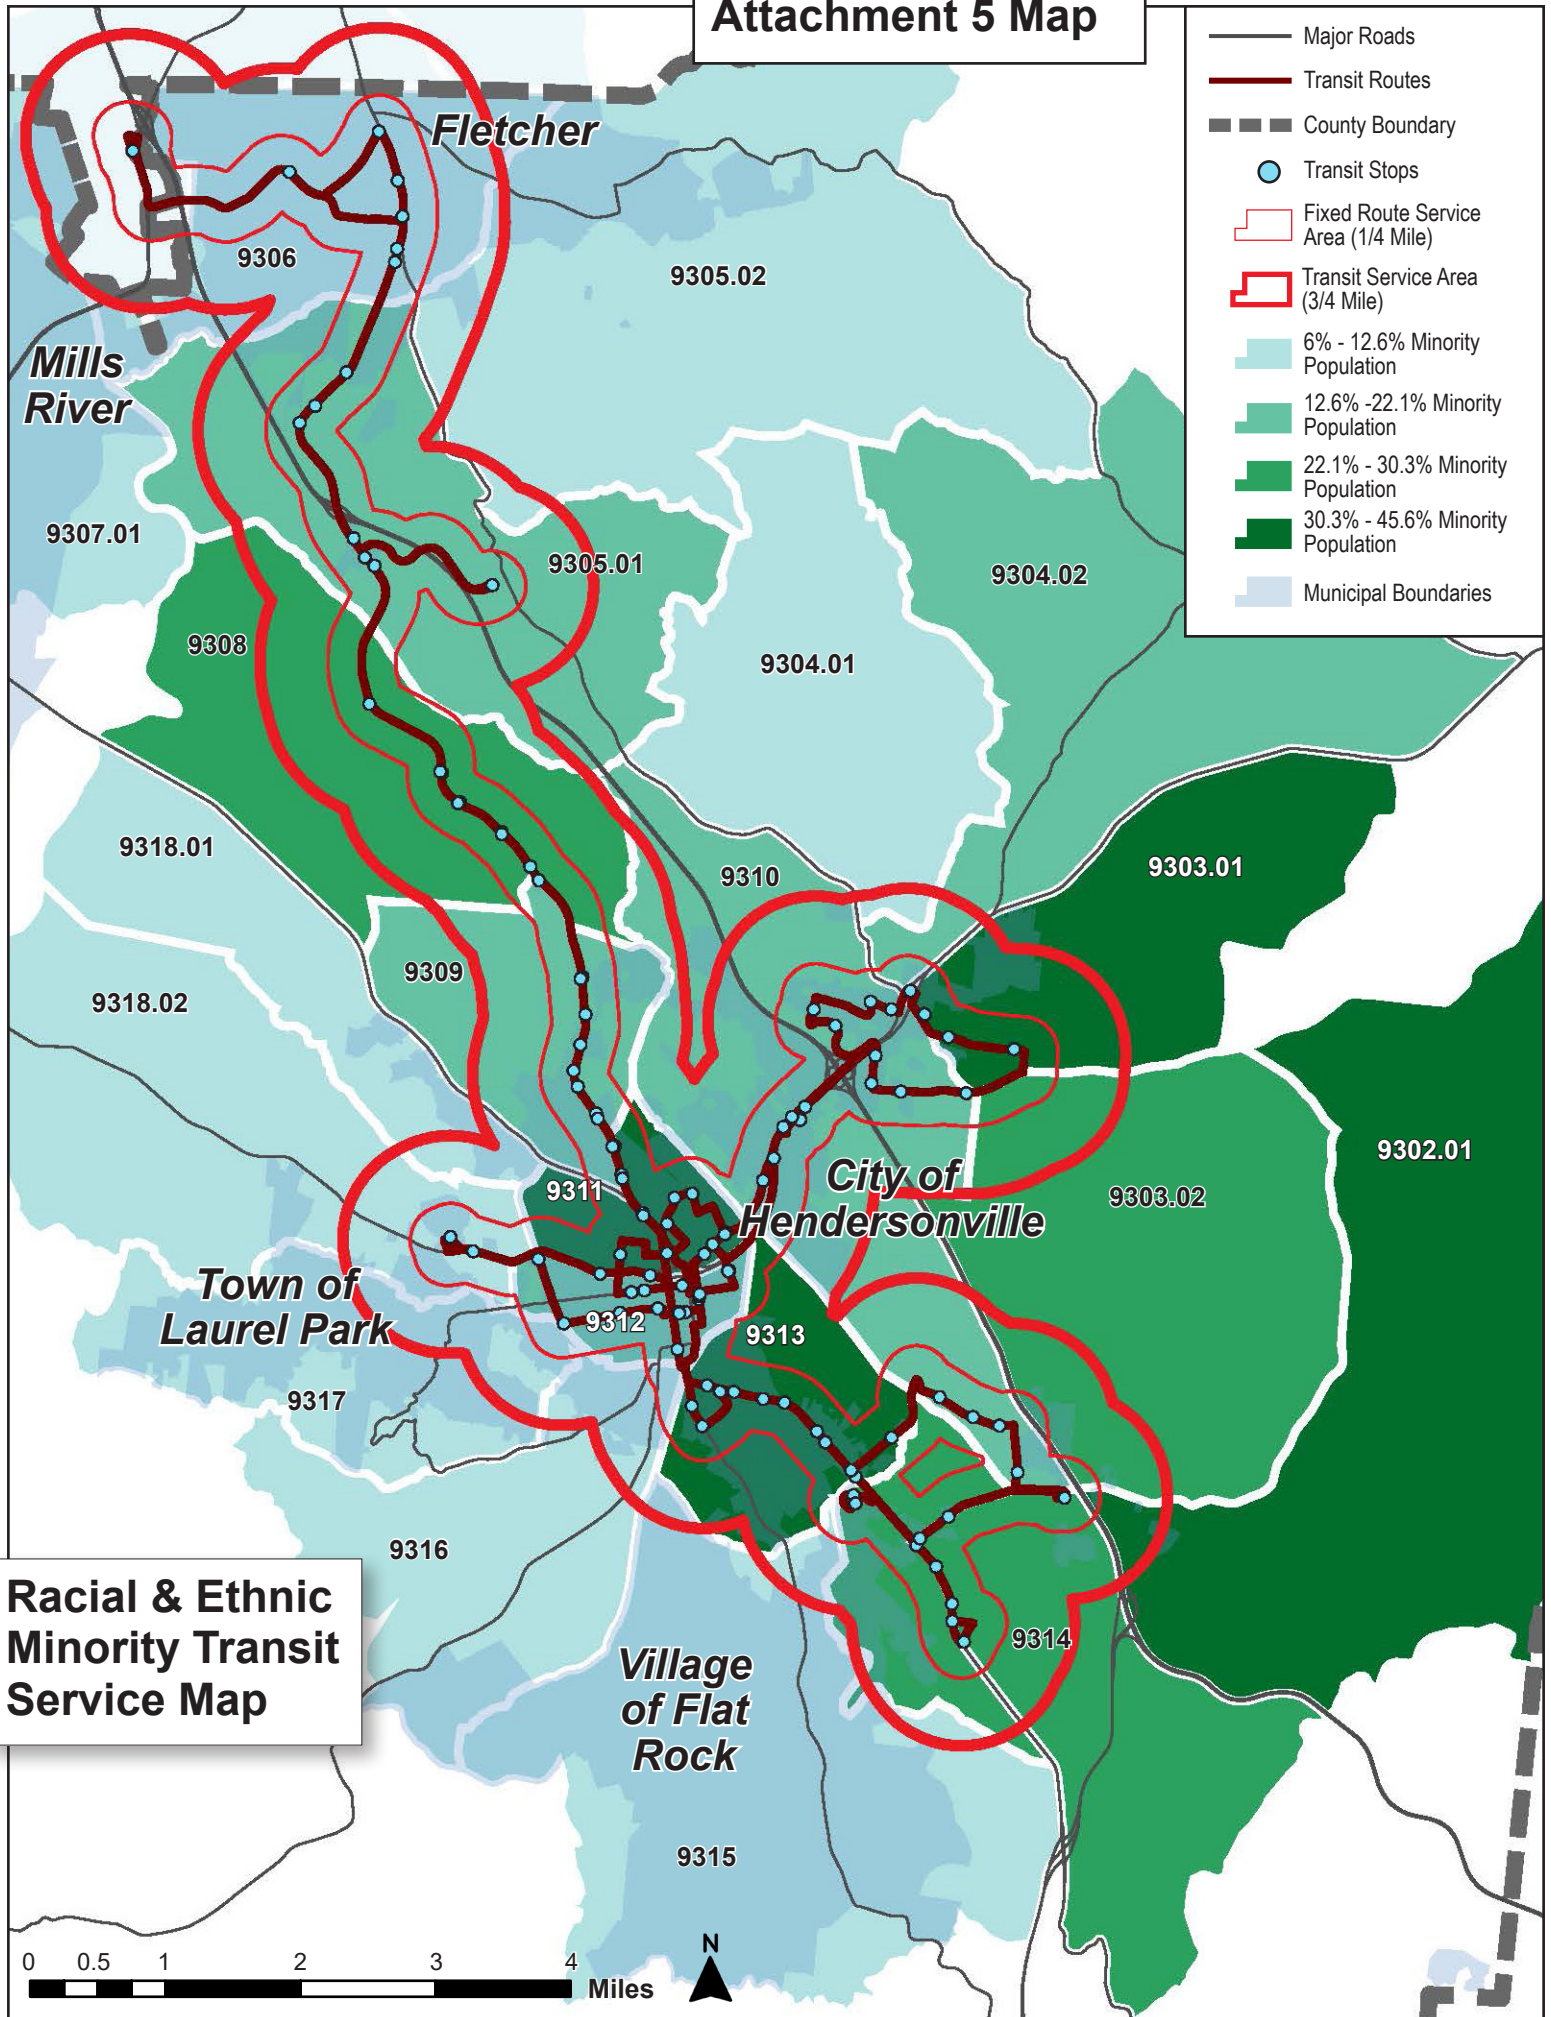 Attachment 5 Map
Major Roads
Transit Routes
County Boundary
Transit Stops
Fixed Route Service
Area (1/4 Mile)
Transit Service Area
(3/4 Mile)
6% - 12.6% Minority
Population
12.6% -22.1% Minority
Population
22.1% - 30.3% Minority
Population
30.3% - 45.6% Minority
Population
Municipal Boundaries
Fletcher
9306
9305.02
Mills
River
9307.01
9305.01
9304.02
9308
9304.01
9318.01
9310
9303.01
9309
9318.02
9302.01
City of
Hendersonville
9311
9303.02
Town of
Laurel Park
9312
9313
9317
9316
Racial & Ethnic
Minority Transit
Service Map
9314
Village
of Flat
Rock
9315
N
0 0.5 1 2 3 4
Miles